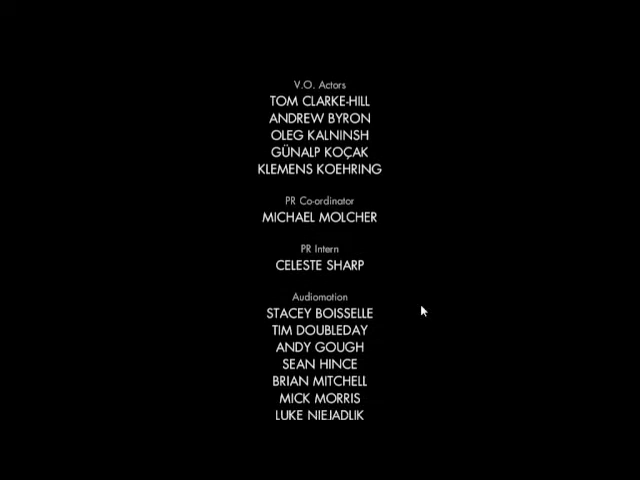 V.O. Actors
TOM CLARKE-HILL
ANDREW BYRON
OLEG KALNINSH
GÜNALP KOÇAK
KLEMENS KOEHRING
PR Co-ordinator
MICHAEL MOLCHER
PR Intern
CELESTE SHARP
Audiomotion
STACEY BOISSELLE
TIM DOUBLEDAY
ANDY GOUGH
SEAN HINCE
BRIAN MITCHELL
MICK MORRIS
LUKE NIEJADLIK